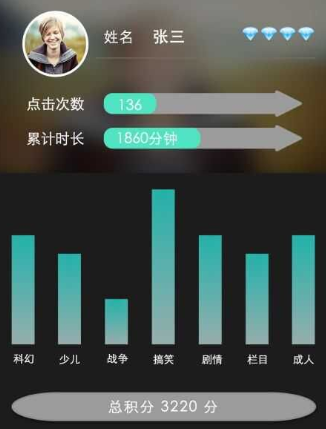 姓名 张三
点击次数 136
累计时长 1860分钟
科幻 少儿 战争 搞笑 剧情 栏目 成人
总积分 3220 分